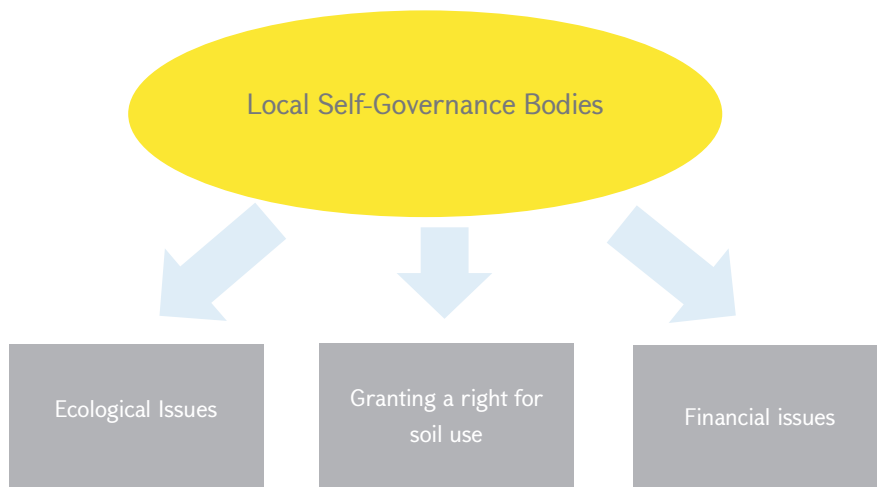 Local Self-Governance Bodies
Ecological Issues
Granting a right for
soil use
Financial issues